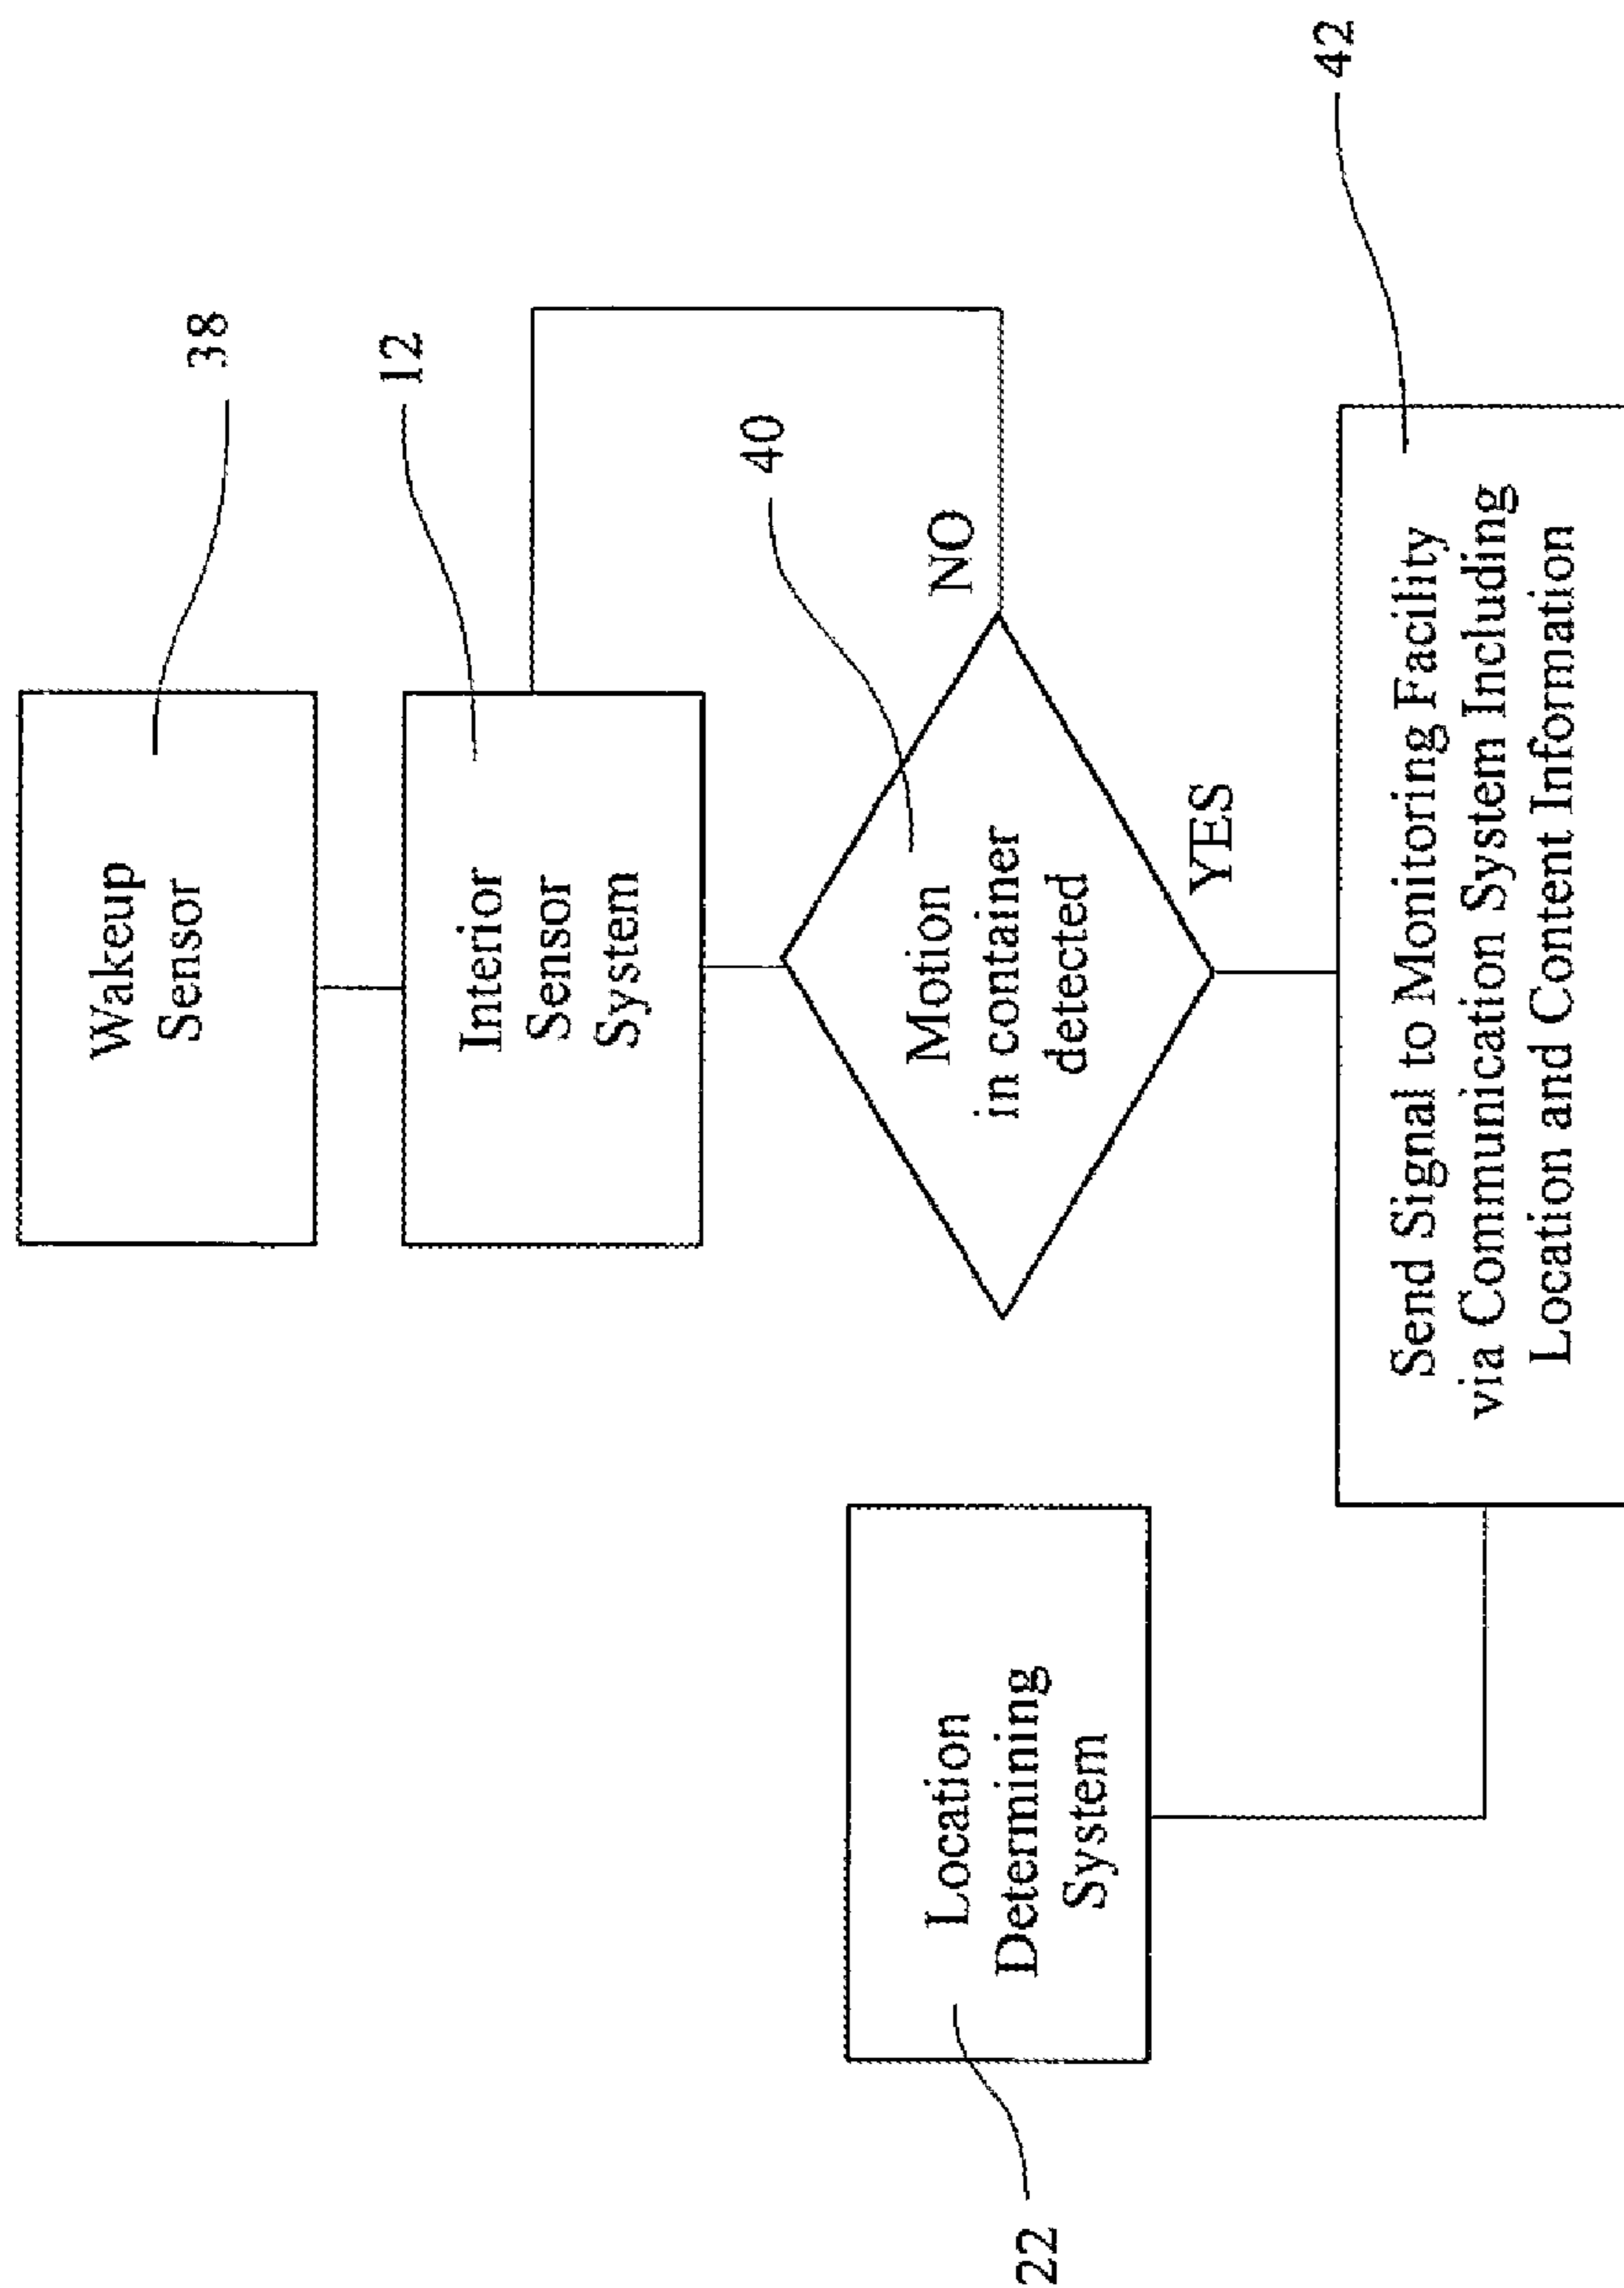 38
Wakeup
Sensor
12
Interior
Sensor
System
40
Motion
in container
detected
NO
YES
22
Location
Determining
System
42
Send Signal to Monitoring Facility
via Communication System Including
Location and Content Information